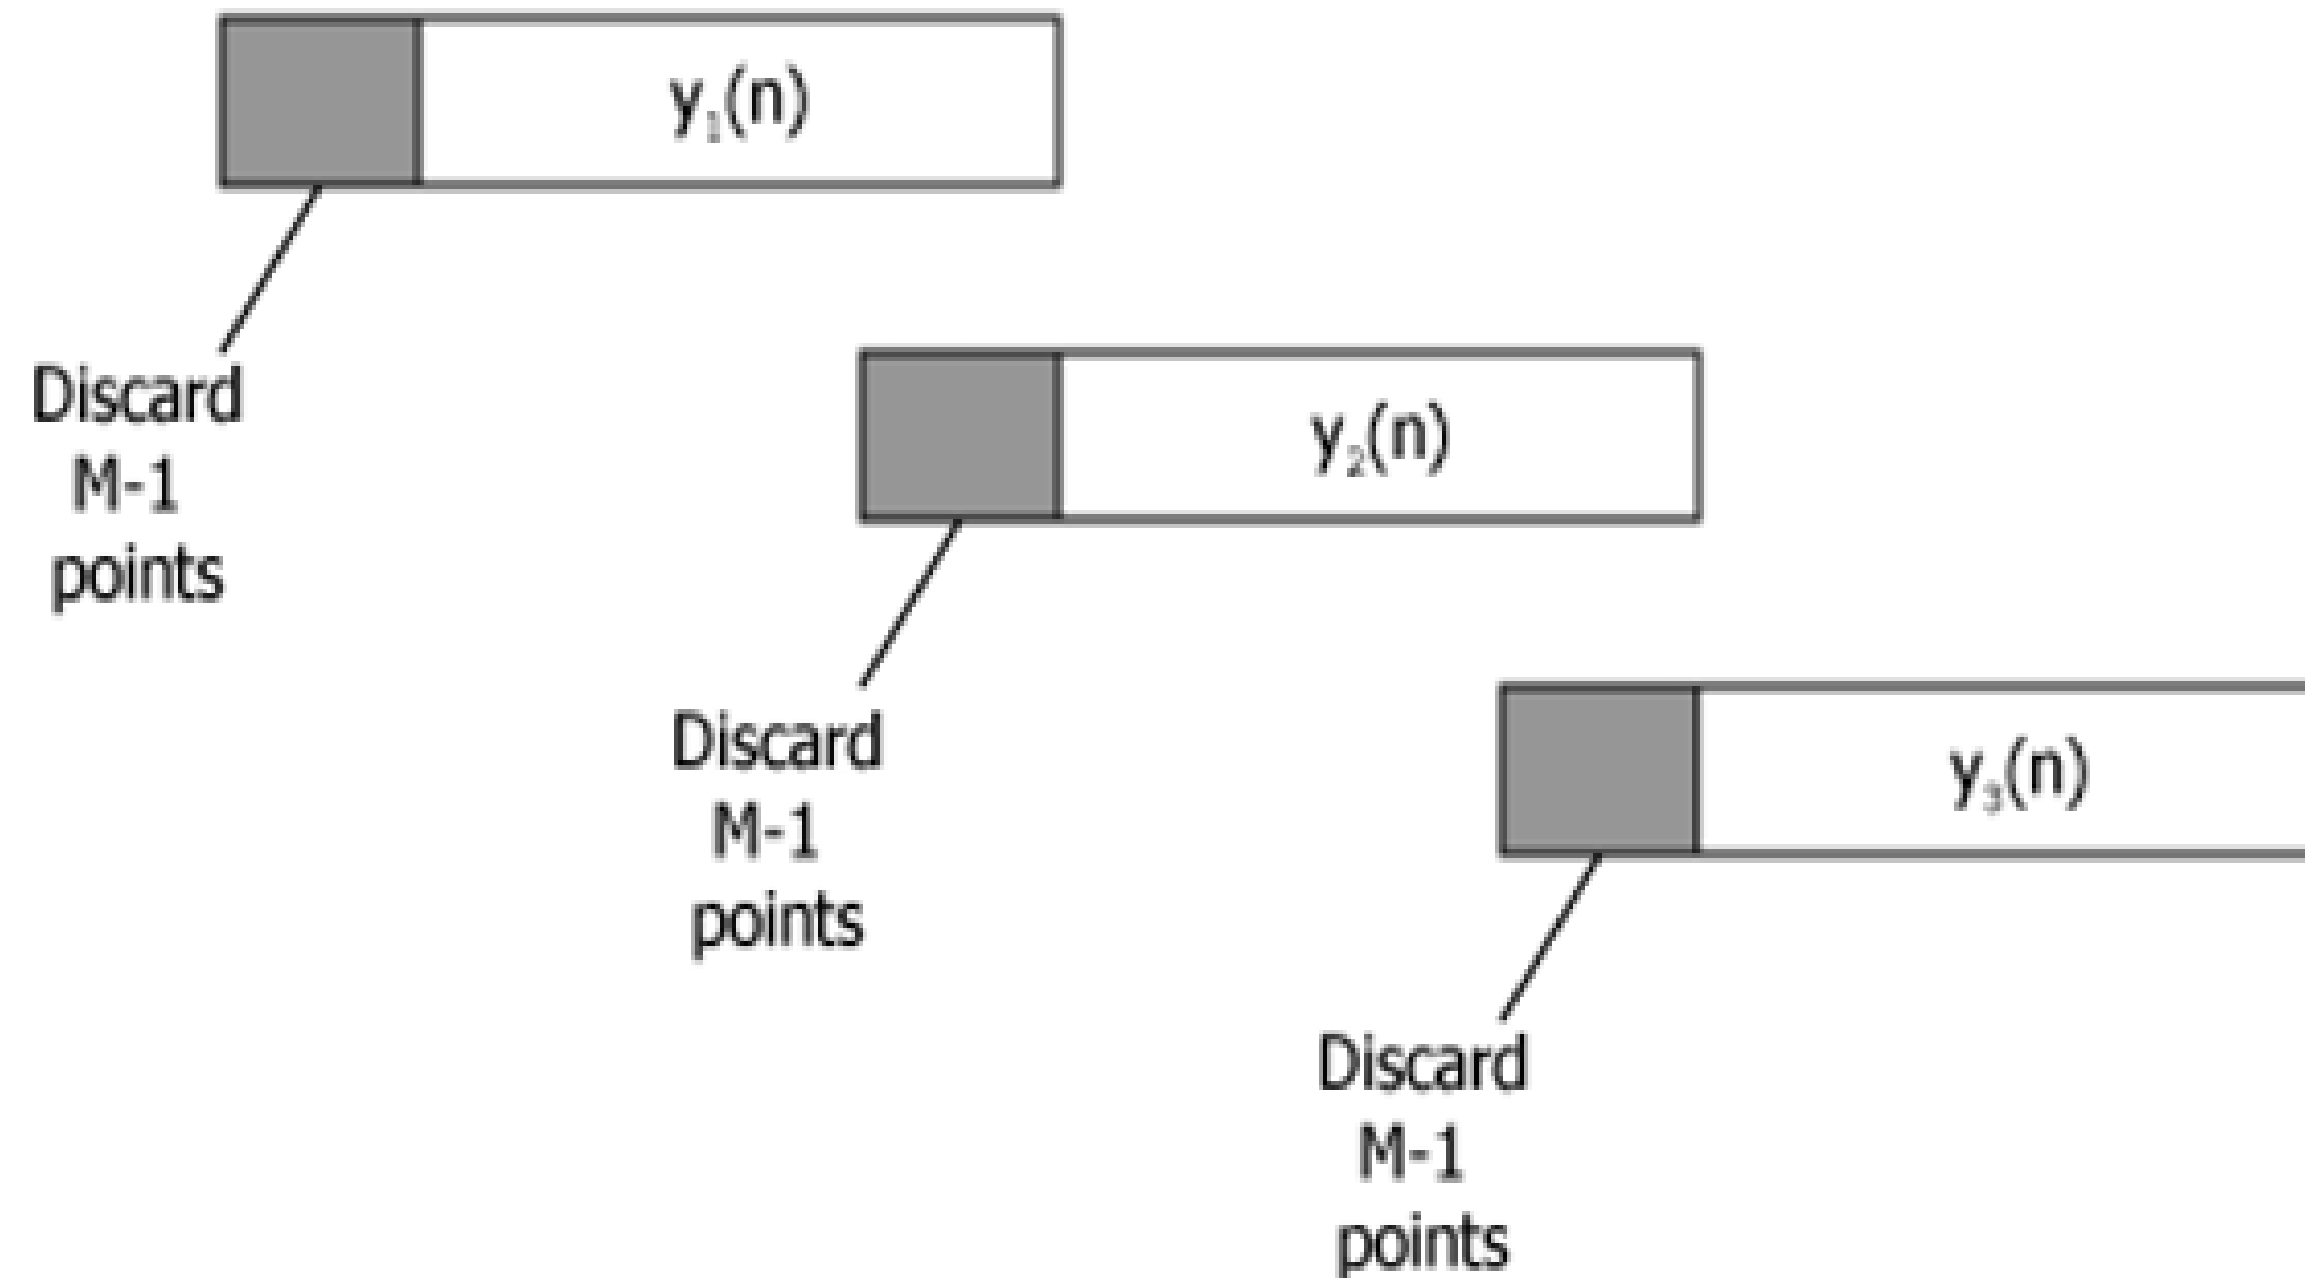 y₁(n)
Discard
M-1
points
y₂(n)
Discard
M-1
points
y₃(n)
Discard
M-1
points